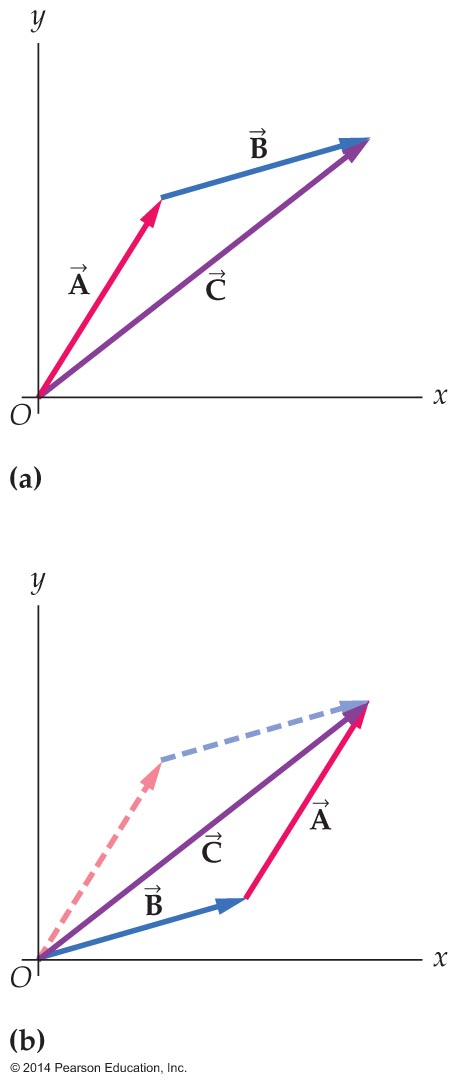 y
B⃗
A⃗
C⃗
O
x
(a)
y
A⃗
C⃗
B⃗
O
x
(b)
© 2014 Pearson Education, Inc.